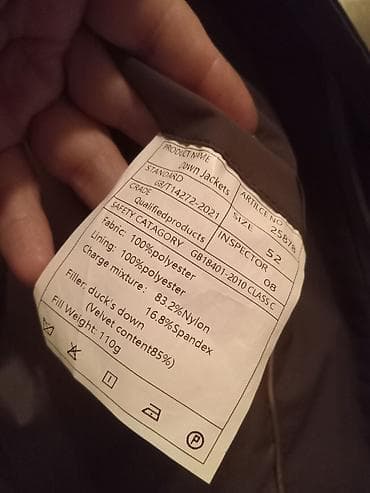 PRODUCT NAME
Down Jackets
ARTICLE NO
25678
STANDARD
GB/T14272-2021
SIZE
52
GRADE
Qualifiedproducts
INSPECTOR
08
SAFETY CATAGORY GB18401-2010 CLASS C
Fabric: 100%polyester
Lining: 100%polyester
Charge mixture: 83.2%Nylon
16.8%Spandex
Filler, duck's down
(Velvet content85%)
Fill Weight: 110g
P